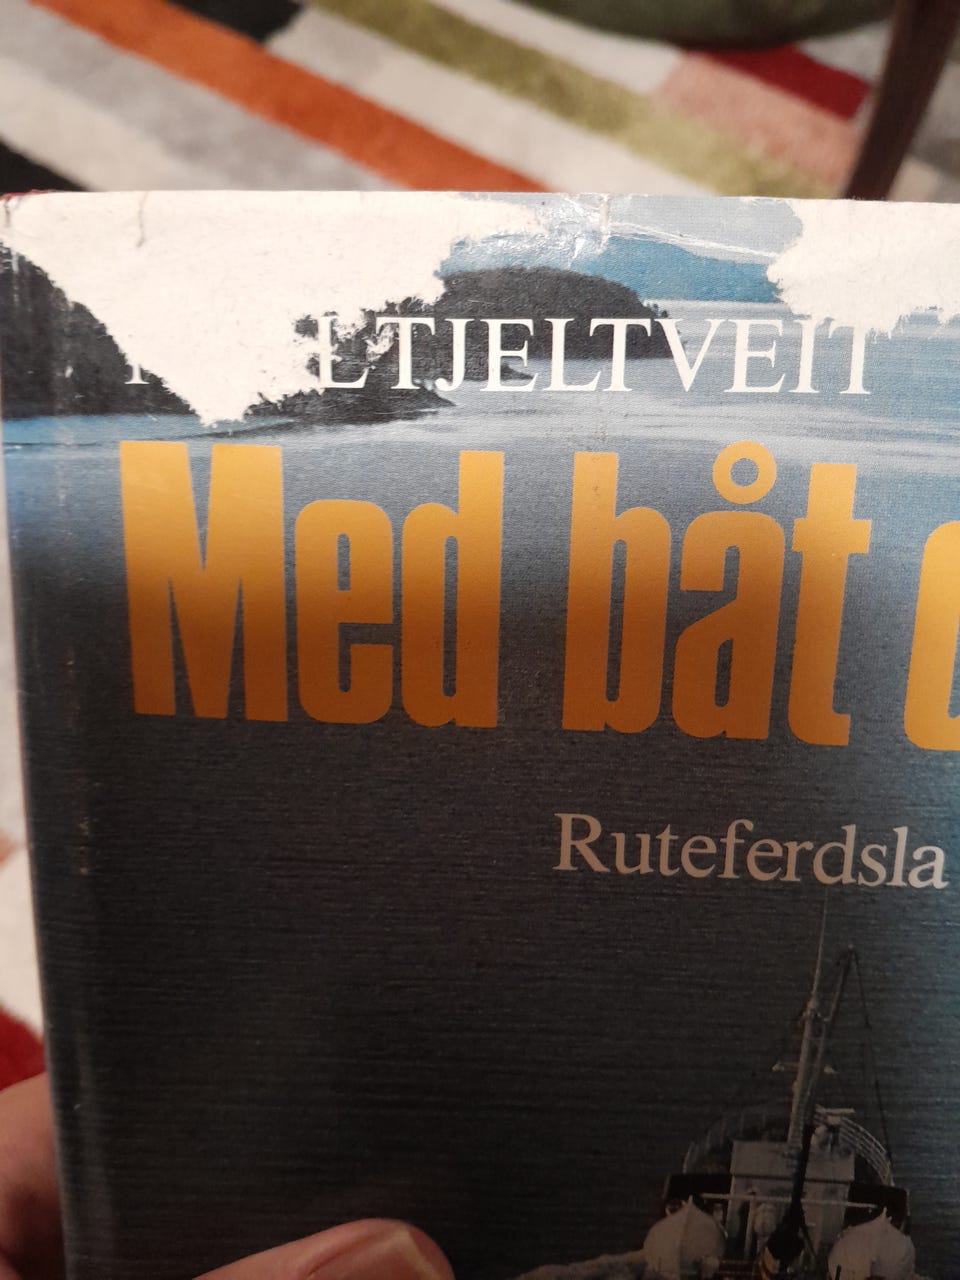 TJELTVEIT
Med båt o
Ruteferdsla